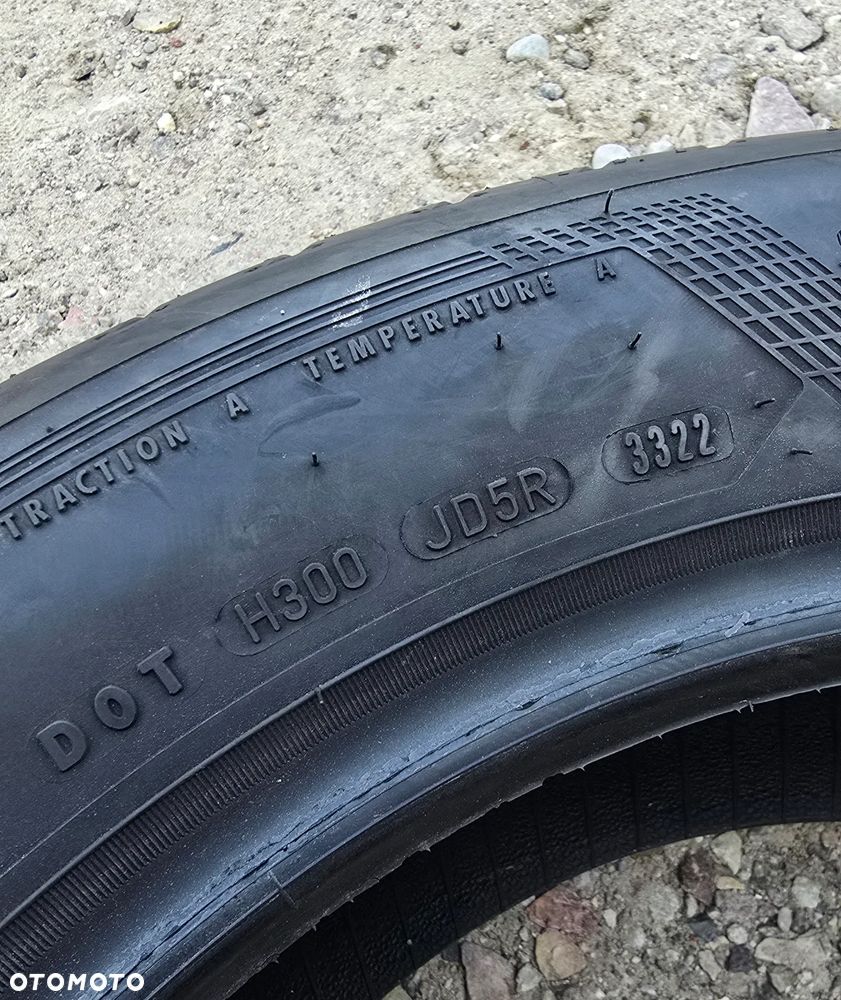 TRACTION A TEMPERATURE A
DOT H300 JD5R 3322
OTOMOTO